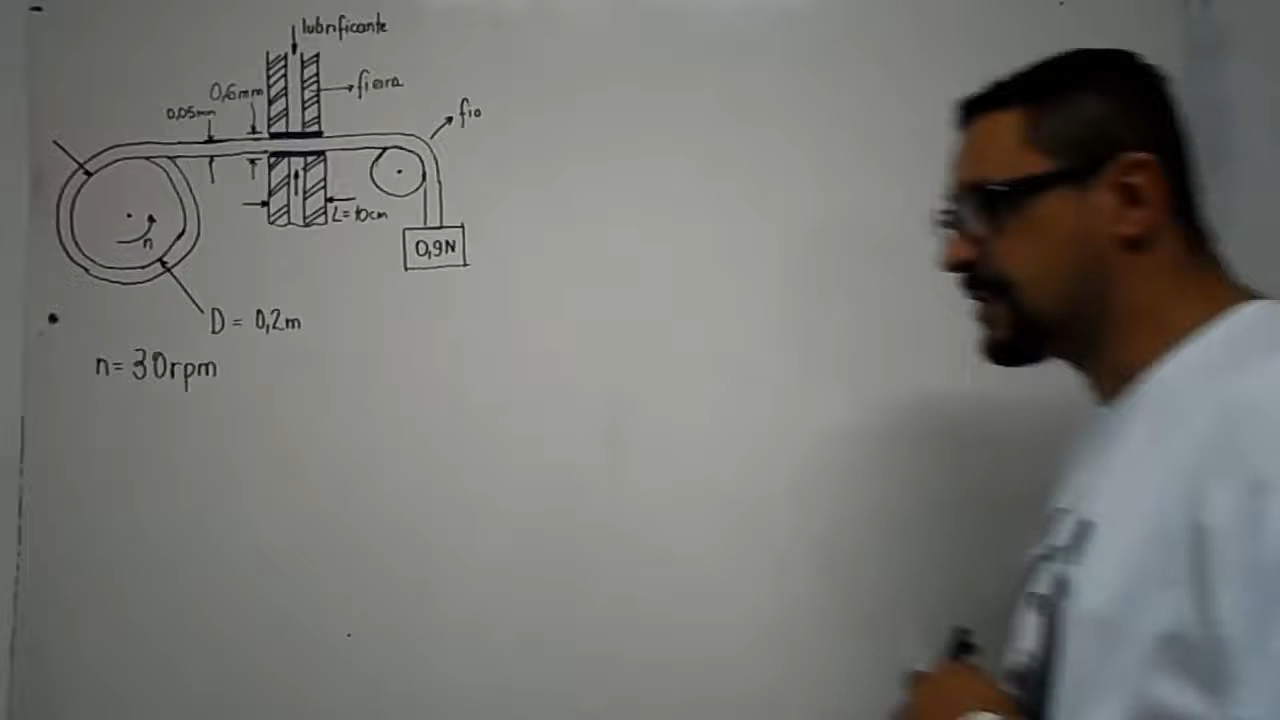 lubrificante
fieira
0,6mm
0,05mm
fio
L=10cm
n
0,9N
D = 0,2m
n= 30rpm